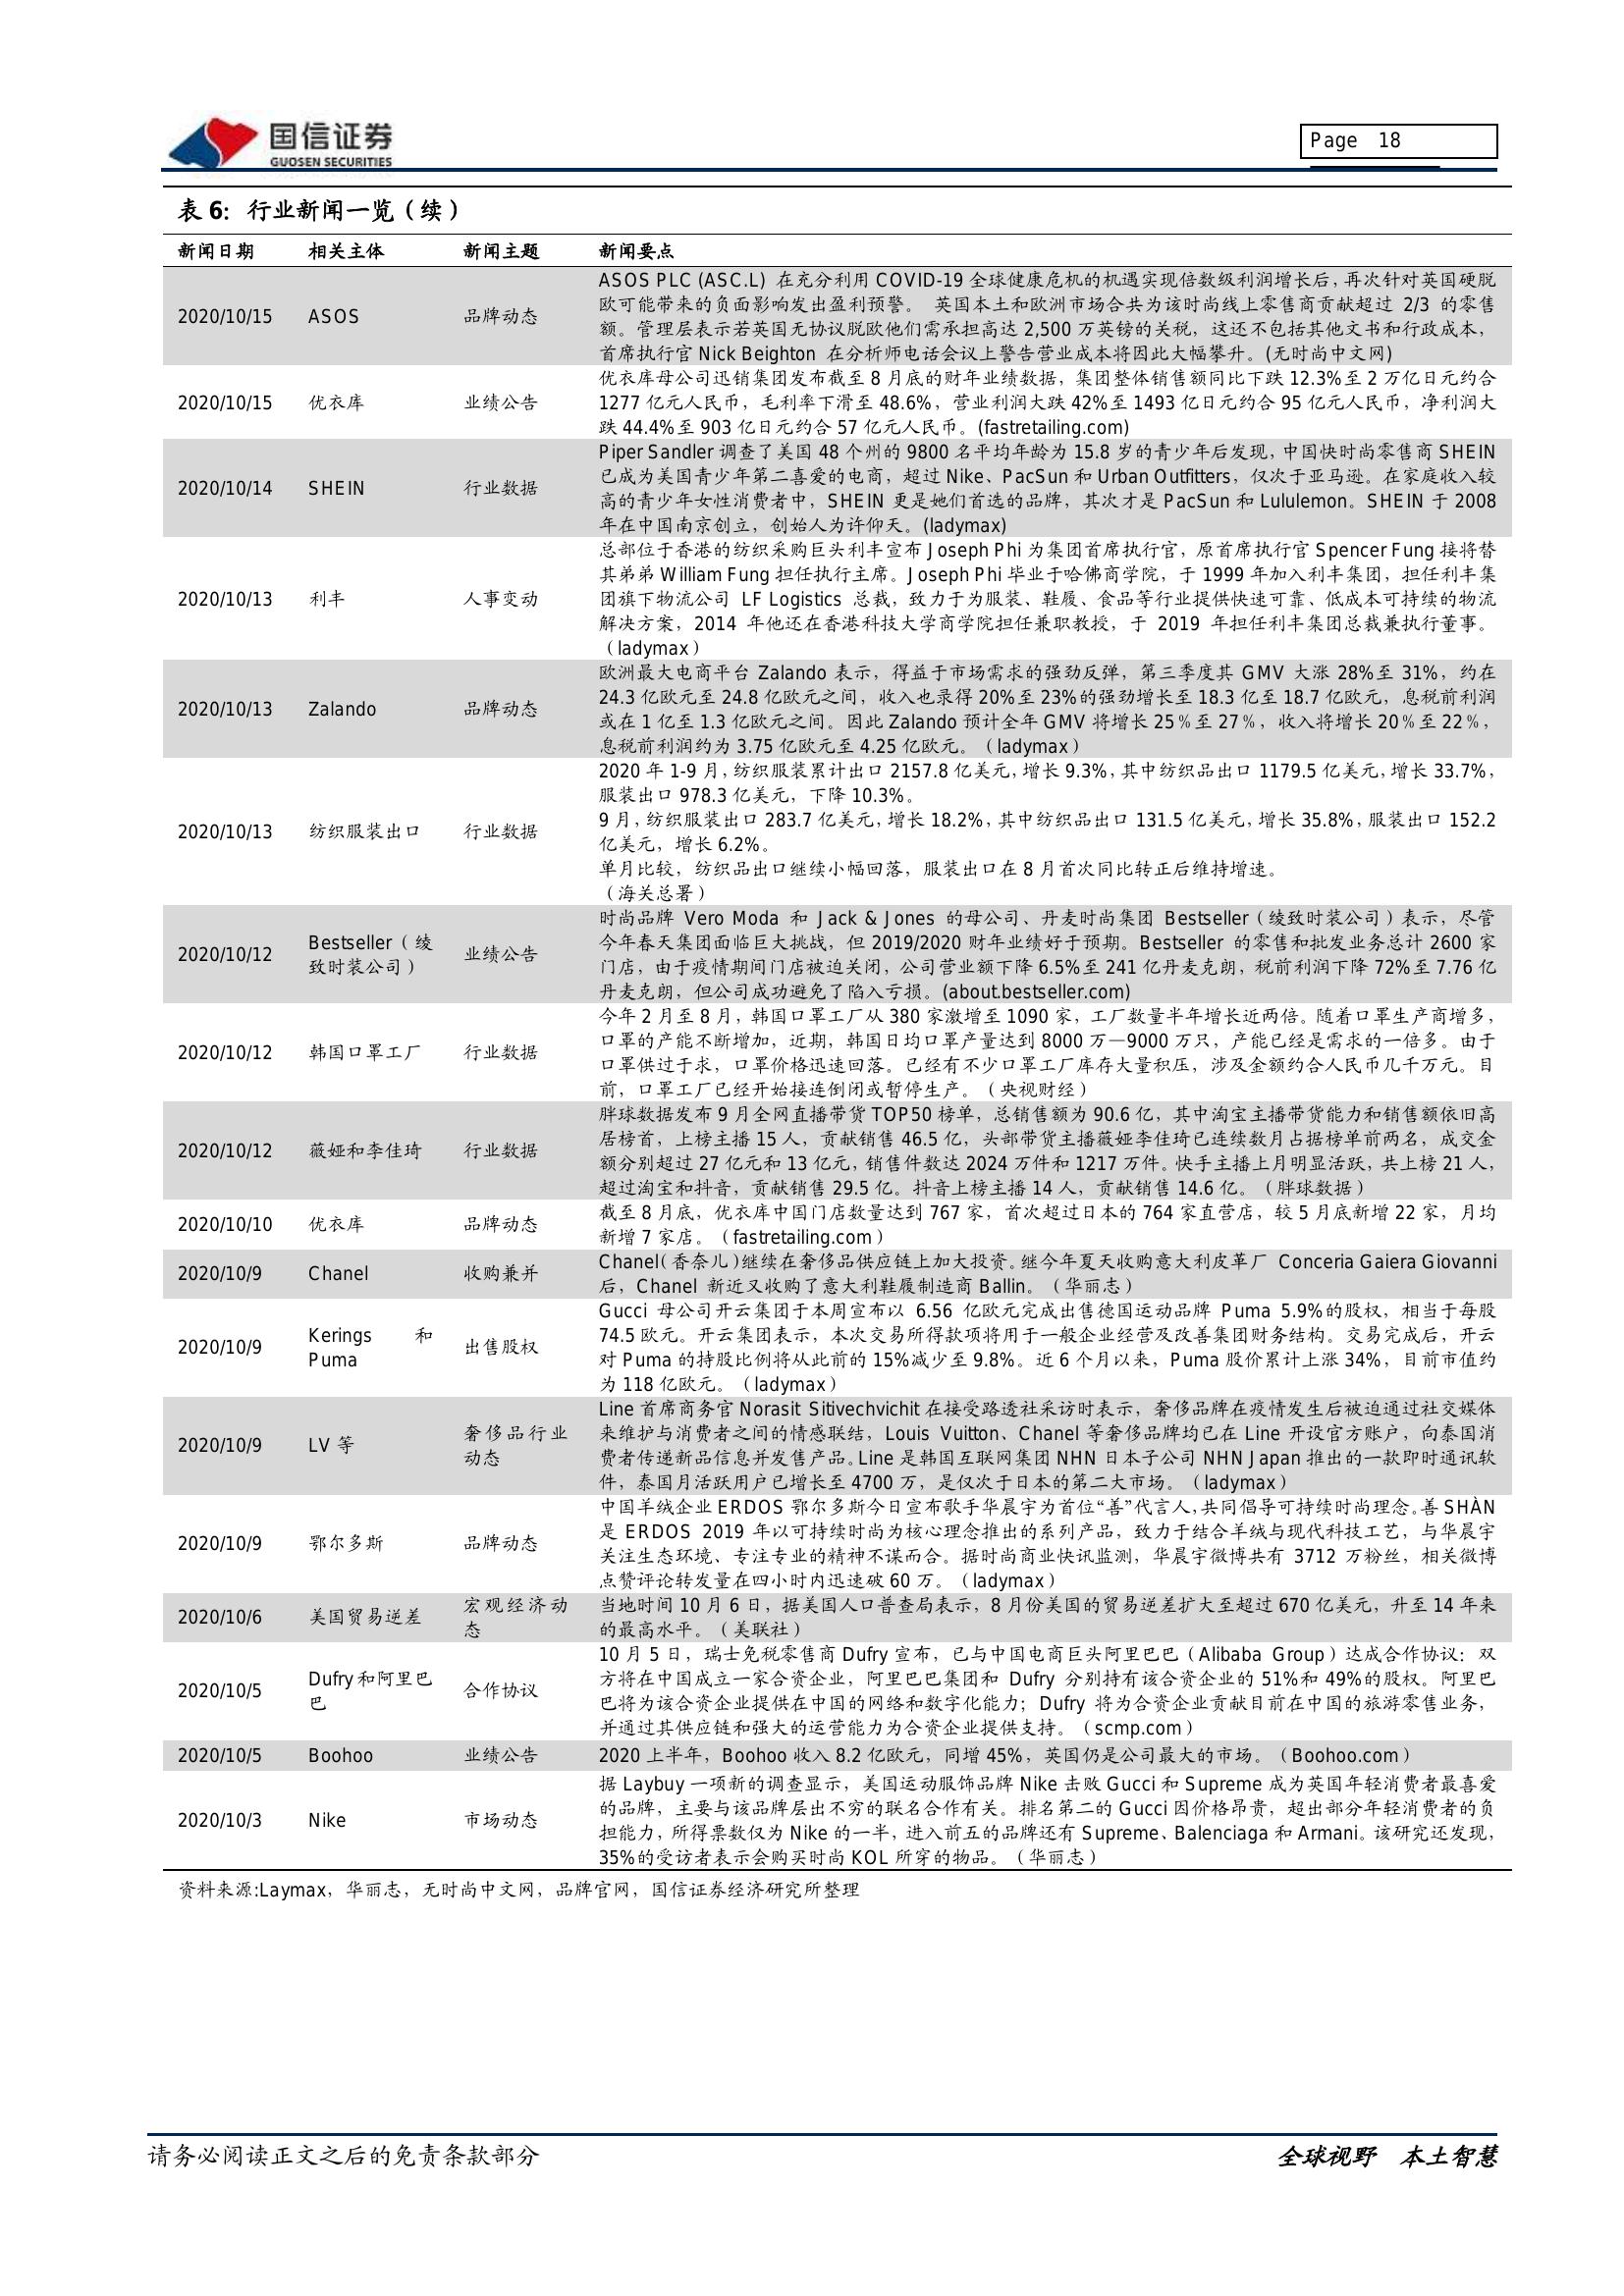 国信证券
GUOSEN SECURITIES
Page 18
表 6：行业新闻一览（续）
新闻日期 相关主体 新闻主题 新闻要点
2020/10/15 ASOS 品牌动态
ASOS PLC (ASC.L) 在充分利用 COVID-19 全球健康危机的机遇实现倍数级利润增长后，再次针对英国硬脱
欧可能带来的负面影响发出盈利预警。 英国本土和欧洲市场合共为该时尚线上零售商贡献超过 2/3 的零售
额。管理层表示若英国无协议脱欧他们需承担高达 2,500 万英镑的关税，这还不包括其他文书和行政成本，
首席执行官 Nick Beighton 在分析师电话会议上警告营业成本将因此大幅攀升。(无时尚中文网)
2020/10/15 优衣库 业绩公告
优衣库母公司迅销集团发布截至 8 月底的财年业绩数据，集团整体销售额同比下跌 12.3%至 2 万亿日元约合
1277 亿元人民币，毛利率下滑至 48.6%，营业利润大跌 42%至 1493 亿日元约合 95 亿元人民币，净利润大
跌 44.4%至 903 亿日元约合 57 亿元人民币。(fastretailing.com)
2020/10/14 SHEIN 行业数据
Piper Sandler 调查了美国 48 个州的 9800 名平均年龄为 15.8 岁的青少年后发现，中国快时尚零售商 SHEIN
已成为美国青少年第二喜爱的电商，超过 Nike、PacSun 和 Urban Outfitters，仅次于亚马逊。在家庭收入较
高的青少年女性消费者中，SHEIN 更是她们首选的品牌，其次才是 PacSun 和 Lululemon。SHEIN 于 2008
年在中国南京创立，创始人为许仰天。(ladymax)
2020/10/13 利丰 人事变动
总部位于香港的纺织采购巨头利丰宣布 Joseph Phi 为集团首席执行官，原首席执行官 Spencer Fung 接将替
其弟弟 William Fung 担任执行主席。Joseph Phi 毕业于哈佛商学院，于 1999 年加入利丰集团，担任利丰集
团旗下物流公司 LF Logistics 总裁，致力于为服装、鞋履、食品等行业提供快速可靠、低成本可持续的物流
解决方案，2014 年他还在香港科技大学商学院担任兼职教授，于 2019 年担任利丰集团总裁兼执行董事。
（ladymax）
2020/10/13 Zalando 品牌动态
欧洲最大电商平台 Zalando 表示，得益于市场需求的强劲反弹，第三季度其 GMV 大涨 28%至 31%，约在
24.3 亿欧元至 24.8 亿欧元之间，收入也录得 20%至 23%的强劲增长至 18.3 亿至 18.7 亿欧元，息税前利润
或在 1 亿至 1.3 亿欧元之间。因此 Zalando 预计全年 GMV 将增长 25％至 27％，收入将增长 20％至 22％，
息税前利润约为 3.75 亿欧元至 4.25 亿欧元。（ladymax）
2020/10/13 纺织服装出口 行业数据
2020 年 1-9 月，纺织服装累计出口 2157.8 亿美元，增长 9.3%，其中纺织品出口 1179.5 亿美元，增长 33.7%，
服装出口 978.3 亿美元，下降 10.3%。
9 月，纺织服装出口 283.7 亿美元，增长 18.2%，其中纺织品出口 131.5 亿美元，增长 35.8%，服装出口 152.2
亿美元，增长 6.2%。
单月比较，纺织品出口继续小幅回落，服装出口在 8 月首次同比转正后维持增速。
（海关总署）
2020/10/12 Bestseller（绫
致时装公司） 业绩公告
时尚品牌 Vero Moda 和 Jack & Jones 的母公司、丹麦时尚集团 Bestseller（绫致时装公司）表示，尽管
今年春天集团面临巨大挑战，但 2019/2020 财年业绩好于预期。Bestseller 的零售和批发业务总计 2600 家
门店，由于疫情期间门店被迫关闭，公司营业额下降 6.5%至 241 亿丹麦克朗，税前利润下降 72%至 7.76 亿
丹麦克朗，但公司成功避免了陷入亏损。(about.bestseller.com)
2020/10/12 韩国口罩工厂 行业数据
今年 2 月至 8 月，韩国口罩工厂从 380 家激增至 1090 家，工厂数量半年增长近两倍。随着口罩生产商增多，
口罩的产能不断增加，近期，韩国日均口罩产量达到 8000 万—9000 万只，产能已经是需求的一倍多。由于
口罩供过于求，口罩价格迅速回落。已经有不少口罩工厂库存大量积压，涉及金额约合人民币几千万元。目
前，口罩工厂已经开始接连倒闭或暂停生产。（央视财经）
2020/10/12 薇娅和李佳琦 行业数据
胖球数据发布 9 月全网直播带货 TOP50 榜单，总销售额为 90.6 亿，其中淘宝主播带货能力和销售额依旧高
居榜首，上榜主播 15 人，贡献销售 46.5 亿，头部带货主播薇娅李佳琦已连续数月占据榜单前两名，成交金
额分别超过 27 亿元和 13 亿元，销售件数达 2024 万件和 1217 万件。快手主播上月明显活跃，共上榜 21 人，
超过淘宝和抖音，贡献销售 29.5 亿。抖音上榜主播 14 人，贡献销售 14.6 亿。（胖球数据）
2020/10/10 优衣库 品牌动态
截至 8 月底，优衣库中国门店数量达到 767 家，首次超过日本的 764 家直营店，较 5 月底新增 22 家，月均
新增 7 家店。（fastretailing.com）
2020/10/9 Chanel 收购兼并
Chanel（香奈儿）继续在奢侈品供应链上加大投资。继今年夏天收购意大利皮革厂 Conceria Gaiera Giovanni
后，Chanel 新近又收购了意大利鞋履制造商 Ballin。（华丽志）
2020/10/9 Kerings 和
Puma 出售股权
Gucci 母公司开云集团于本周宣布以 6.56 亿欧元完成出售德国运动品牌 Puma 5.9%的股权，相当于每股
74.5 欧元。开云集团表示，本次交易所得款项将用于一般企业经营及改善集团财务结构。交易完成后，开云
对 Puma 的持股比例将从此前的 15%减少至 9.8%。近 6 个月以来，Puma 股价累计上涨 34%，目前市值约
为 118 亿欧元。（ladymax）
2020/10/9 LV 等 奢侈品行业
动态
Line 首席商务官 Norasit Sitivechvichit 在接受路透社采访时表示，奢侈品牌在疫情发生后被迫通过社交媒体
来维护与消费者之间的情感联结，Louis Vuitton、Chanel 等奢侈品牌均已在 Line 开设官方账户，向泰国消
费者传递新品信息并发售产品。Line 是韩国互联网集团 NHN 日本子公司 NHN Japan 推出的一款即时通讯软
件，泰国月活跃用户已增长至 4700 万，是仅次于日本的第二大市场。（ladymax）
2020/10/9 鄂尔多斯 品牌动态
中国羊绒企业 ERDOS 鄂尔多斯今日宣布歌手华晨宇为首位“善”代言人，共同倡导可持续时尚理念。善 SHÀN
是 ERDOS 2019 年以可持续时尚为核心理念推出的系列产品，致力于结合羊绒与现代科技工艺，与华晨宇
关注生态环境、专注专业的精神不谋而合。据时尚商业快讯监测，华晨宇微博共有 3712 万粉丝，相关微博
点赞评论转发量在四小时内迅速破 60 万。（ladymax）
2020/10/6 美国贸易逆差 宏观经济动
态
当地时间 10 月 6 日，据美国人口普查局表示，8 月份美国的贸易逆差扩大至超过 670 亿美元，升至 14 年来
的最高水平。（美联社）
2020/10/5 Dufry和阿里巴
巴 合作协议
10 月 5 日，瑞士免税零售商 Dufry 宣布，已与中国电商巨头阿里巴巴（Alibaba Group）达成合作协议：双
方将在中国成立一家合资企业，阿里巴巴集团和 Dufry 分别持有该合资企业的 51%和 49%的股权。阿里巴
巴将为该合资企业提供在中国的网络和数字化能力；Dufry 将为合资企业贡献目前在中国的旅游零售业务，
并通过其供应链和强大的运营能力为合资企业提供支持。（scmp.com）
2020/10/5 Boohoo 业绩公告 2020 上半年，Boohoo 收入 8.2 亿欧元，同增 45%，英国仍是公司最大的市场。（Boohoo.com）
2020/10/3 Nike 市场动态
据 Laybuy 一项新的调查显示，美国运动服饰品牌 Nike 击败 Gucci 和 Supreme 成为英国年轻消费者最喜爱
的品牌，主要与该品牌层出不穷的联名合作有关。排名第二的 Gucci 因价格昂贵，超出部分年轻消费者的负
担能力，所得票数仅为 Nike 的一半，进入前五的品牌还有 Supreme、Balenciaga 和 Armani。该研究还发现，
35%的受访者表示会购买时尚 KOL 所穿的物品。（华丽志）
资料来源:Laymax，华丽志，无时尚中文网，品牌官网，国信证券经济研究所整理
请务必阅读正文之后的免责条款部分
全球视野 本土智慧